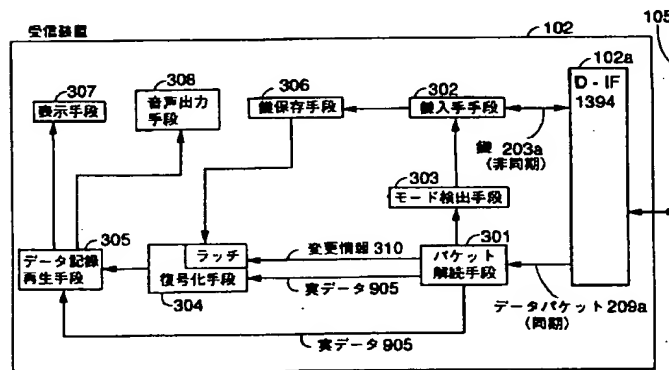 受信装置
102
105
307
表示手段
308
音声出力
手段
306
鍵保存手段
302
鍵入手手段
102a
D-IF
1394
鍵 203a
(非同期)
303
モード検出手段
305
データ記録
再生手段
ラッチ
復号化手段
304
変更情報 310
実データ 905
301
パケット
解続手段
データパケット 209a
(同期)
実データ 905